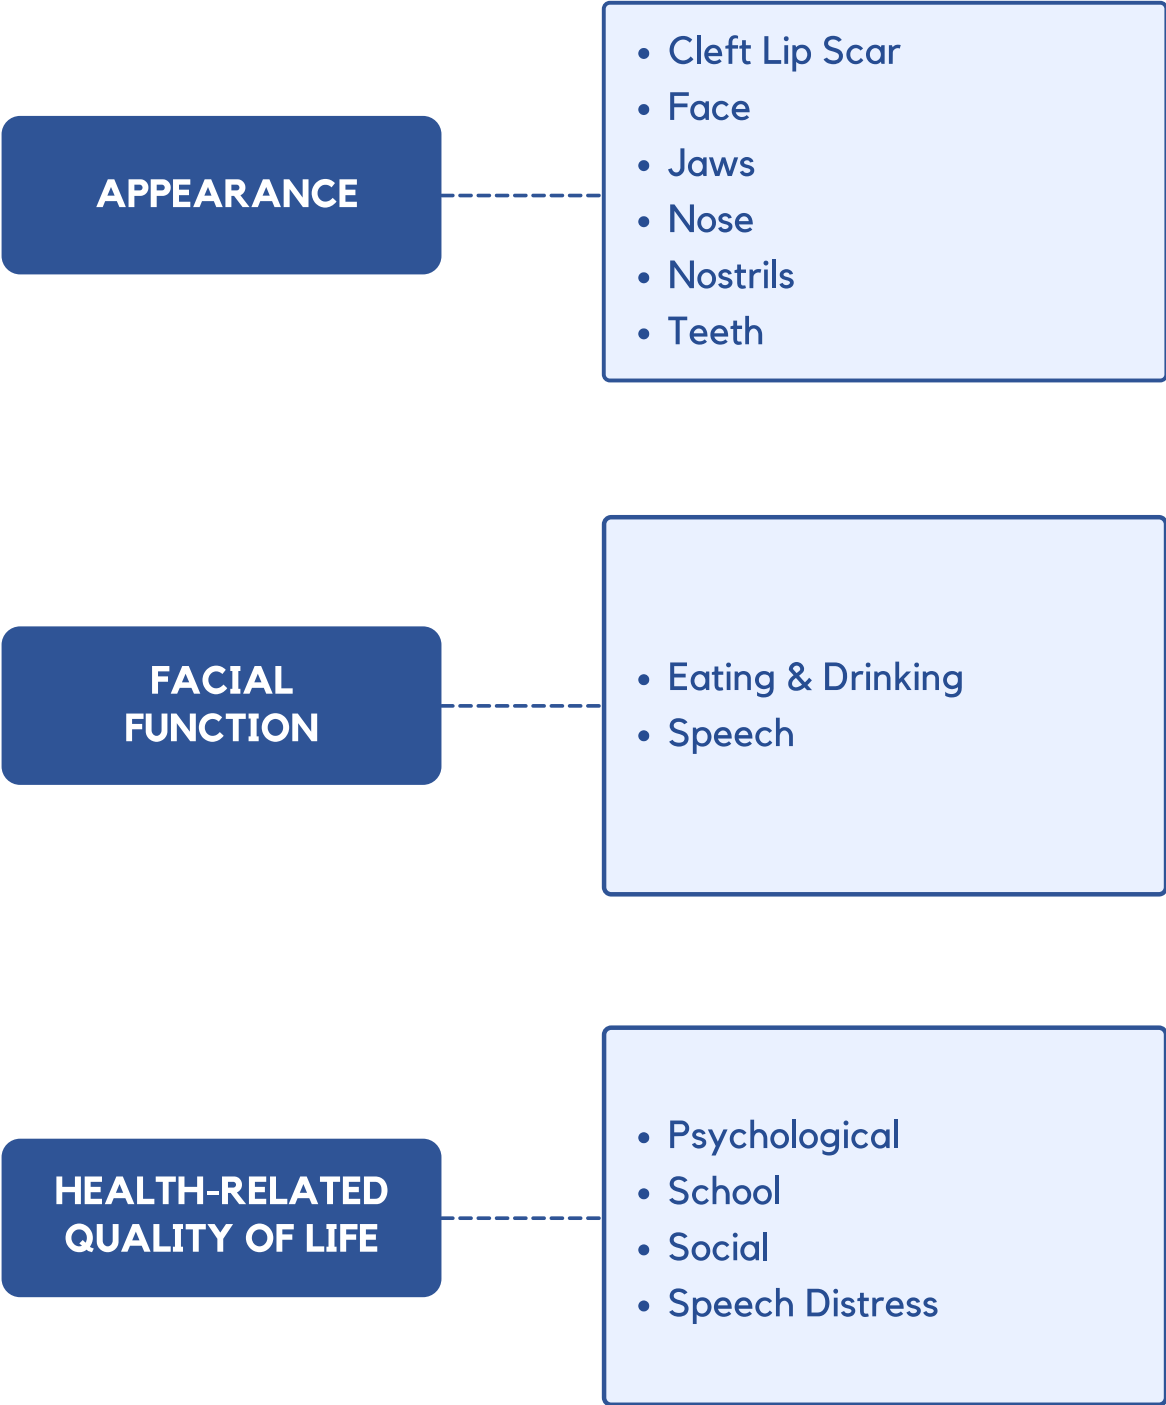 APPEARANCE
• Cleft Lip Scar
• Face
• Jaws
• Nose
• Nostrils
• Teeth
FACIAL
FUNCTION
• Eating & Drinking
• Speech
HEALTH-RELATED
QUALITY OF LIFE
• Psychological
• School
• Social
• Speech Distress